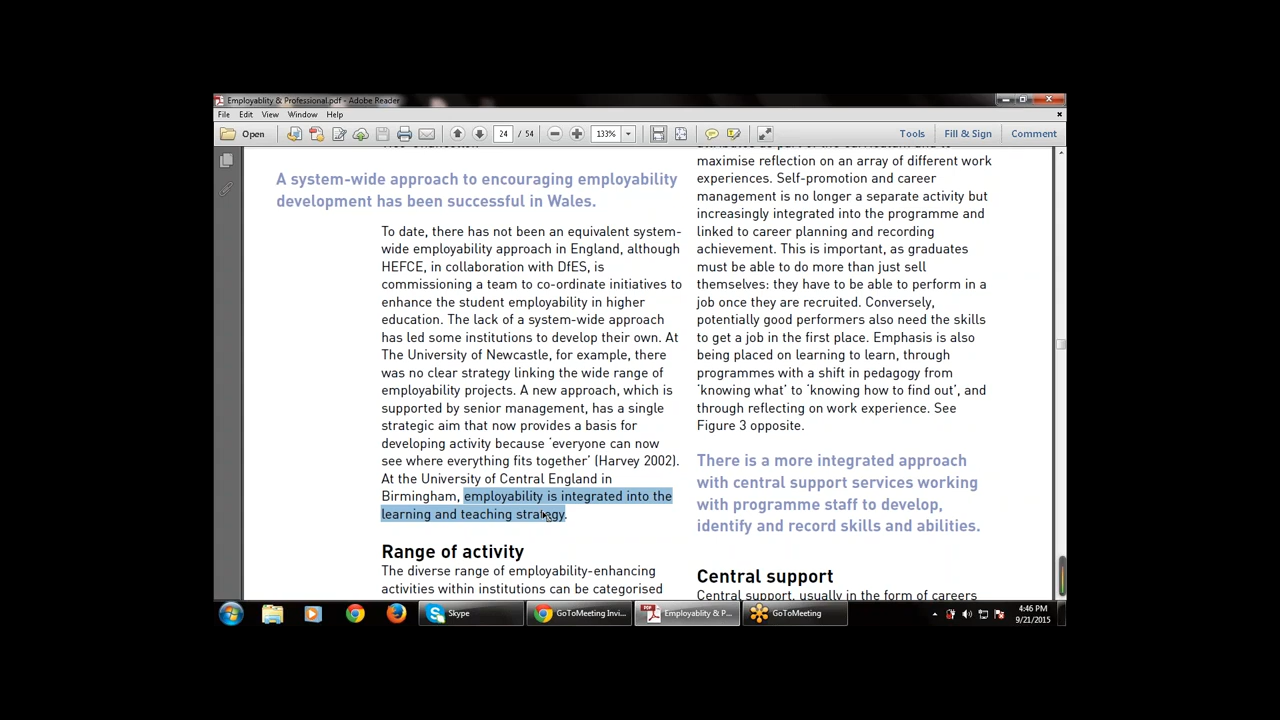 Employablity & Professional.pdf - Adobe Reader
File Edit View Window Help
Open 24 / 54 133% Tools Fill & Sign Comment
A system-wide approach to encouraging employability
development has been successful in Wales.
To date, there has not been an equivalent system-
wide employability approach in England, although
HEFCE, in collaboration with DfES, is
commissioning a team to co-ordinate initiatives to
enhance the student employability in higher
education. The lack of a system-wide approach
has led some institutions to develop their own. At
The University of Newcastle, for example, there
was no clear strategy linking the wide range of
employability projects. A new approach, which is
supported by senior management, has a single
strategic aim that now provides a basis for
developing activity because ‘everyone can now
see where everything fits together’ (Harvey 2002).
At the University of Central England in
Birmingham, employability is integrated into the
learning and teaching strategy.
Range of activity
The diverse range of employability-enhancing
activities within institutions can be categorised
maximise reflection on an array of different work
experiences. Self-promotion and career
management is no longer a separate activity but
increasingly integrated into the programme and
linked to career planning and recording
achievement. This is important, as graduates
must be able to do more than just sell
themselves: they have to be able to perform in a
job once they are recruited. Conversely,
potentially good performers also need the skills
to get a job in the first place. Emphasis is also
being placed on learning to learn, through
programmes with a shift in pedagogy from
‘knowing what’ to ‘knowing how to find out’, and
through reflecting on work experience. See
Figure 3 opposite.
There is a more integrated approach
with central support services working
with programme staff to develop,
identify and record skills and abilities.
Central support
Central support, usually in the form of careers
Skype GoToMeeting Invi... Employablity & P... GoToMeeting
4:46 PM
9/21/2015